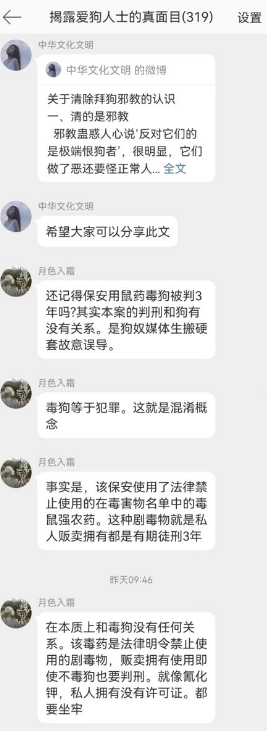 揭露爱狗人士的真面目(319)
设置
中华文化文明
中华文化文明 的微博
关于清除拜狗邪教的认识
一、清的是邪教
邪教蛊惑人心说‘反对它们的
是极端恨狗者’，很明显，它们
做了恶还要怪正常人... 全文
中华文化文明
希望大家可以分享此文
月色入霜
还记得保安用鼠药毒狗被判3
年吗?其实本案的判刑和狗有
没有关系。是狗奴媒体生搬硬
套故意误导。
月色入霜
毒狗等于犯罪。这就是混淆概
念
月色入霜
事实是，该保安使用了法律禁
止使用的在毒害物名单中的毒
鼠强农药。这种剧毒物就是私
人贩卖拥有都是有期徒刑3年
昨天09:46
月色入霜
在本质上和毒狗没有任何关
系。该毒药是法律明令禁止使
用的剧毒物，贩卖拥有使用即
使不毒狗也要判刑。就像氰化
钾，私人拥有没有许可证。都
要坐牢